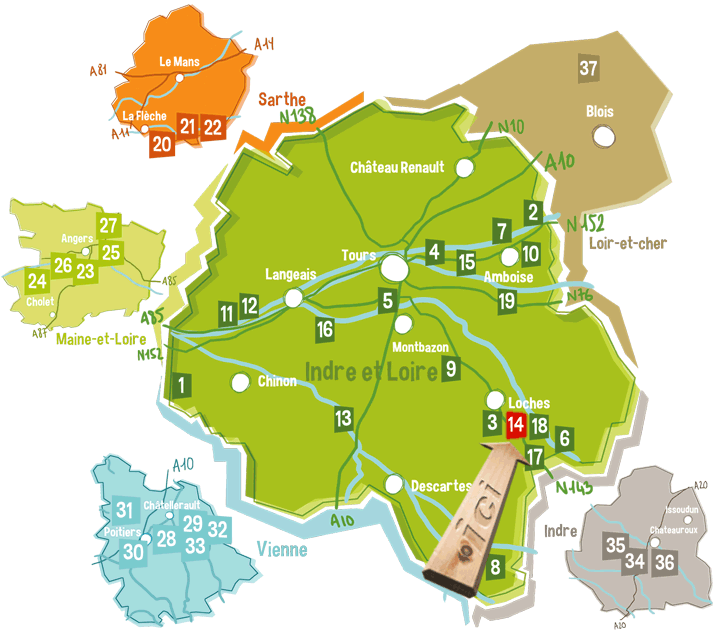 Le Mans
A14
A81
La Flèche
A11
20
21
22
Sarthe
N138
37
Blois
Loir-et-cher
N10
A10
Château Renault
N152
2
7
4
15
10
Tours
Amboise
Langeais
19
N76
5
11
12
16
Montbazon
A85
N152
Indre et Loire
9
1
Chinon
Loches
13
3
14
18
6
17
N143
Descartes
A10
8
ici
27
Angers
25
26
23
24
A85
Cholet
A87
Maine-et-Loire
A10
31
Châtellerault
29
32
Poitiers
28
30
33
Vienne
Indre
A20
Issoudun
Chateauroux
35
34
36
A20